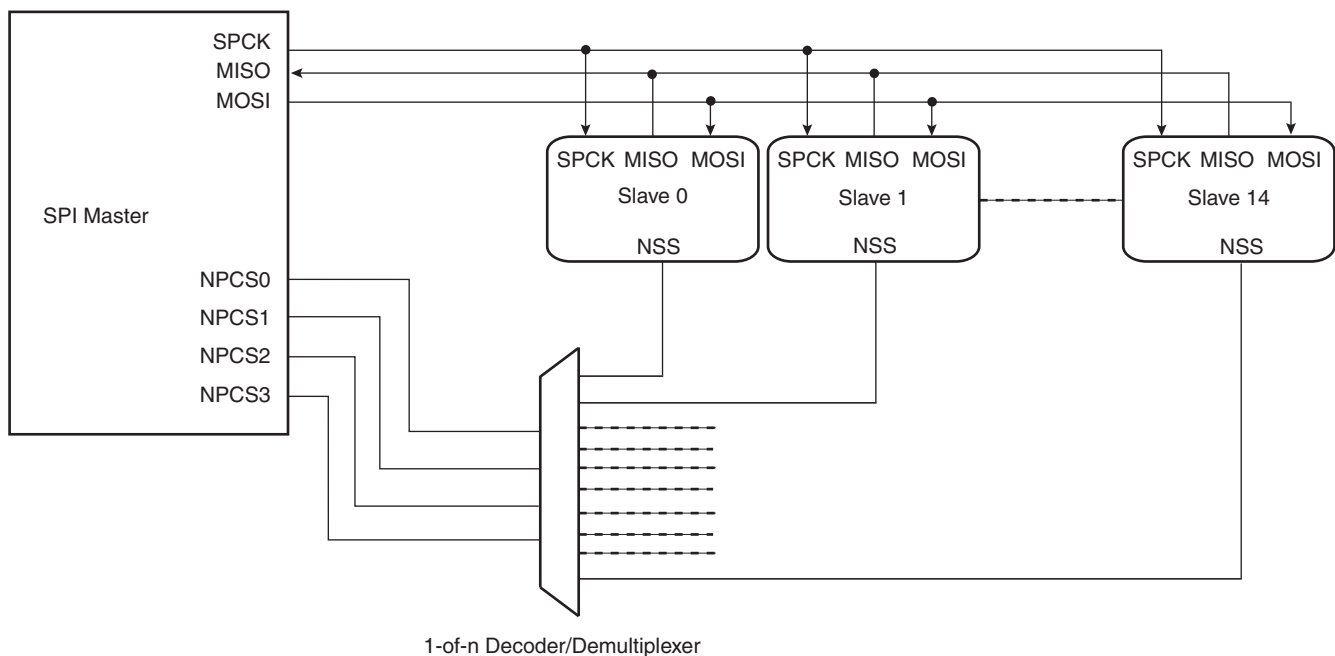 SPI Master
SPCK
MISO
MOSI
NPCS0
NPCS1
NPCS2
NPCS3
SPCK MISO MOSI
Slave 0
NSS
SPCK MISO MOSI
Slave 1
NSS
SPCK MISO MOSI
Slave 14
NSS
1-of-n Decoder/Demultiplexer